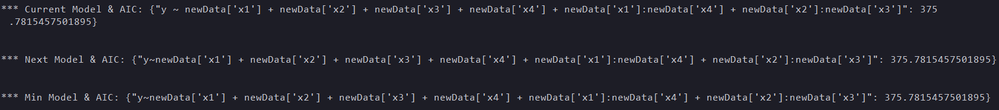 *** Current Model & AIC: {"y ~ newData['x1'] + newData['x2'] + newData['x3'] + newData['x4'] + newData['x1']:newData['x4'] + newData['x2']:newData['x3']": 375
.7815457501895}
*** Next Model & AIC: {"y~newData['x1'] + newData['x2'] + newData['x3'] + newData['x4'] + newData['x1']:newData['x4'] + newData['x2']:newData['x3']": 375.7815457501895}
*** Min Model & AIC: {"y~newData['x1'] + newData['x2'] + newData['x3'] + newData['x4'] + newData['x1']:newData['x4'] + newData['x2']:newData['x3']": 375.7815457501895}